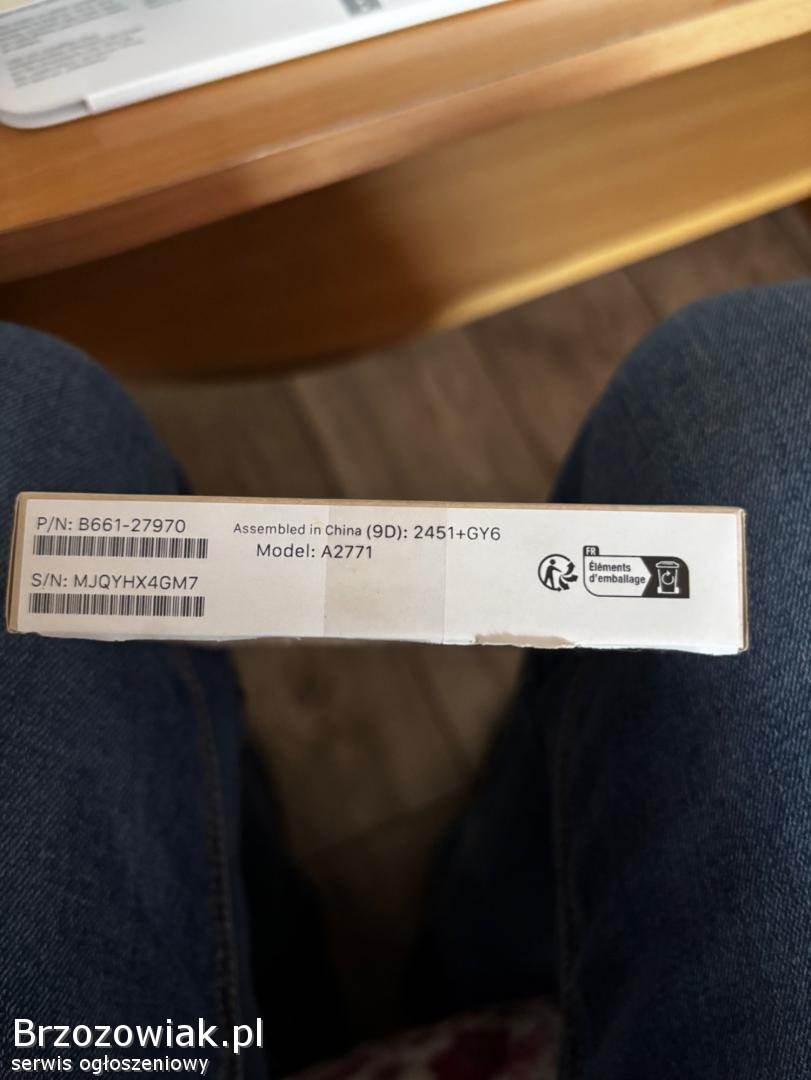 P/N: B661-27970
Assembled in China (9D): 2451+GY6
Model: A2771
S/N: MJQYHX4GM7
FR
Éléments
d'emballage
Brzozowiak.pl
serwis ogłoszeniowy